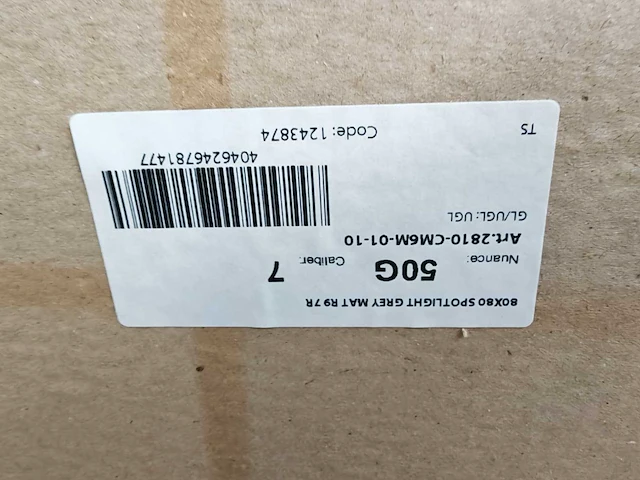 80X80 SPOTLIGHT GREY MAT R9 7R
Nuance: 50G Caliber: 7
Art.2810-CM6M-01-10
GL/UGL: UGL
4046246781477
TS Code: 1243874